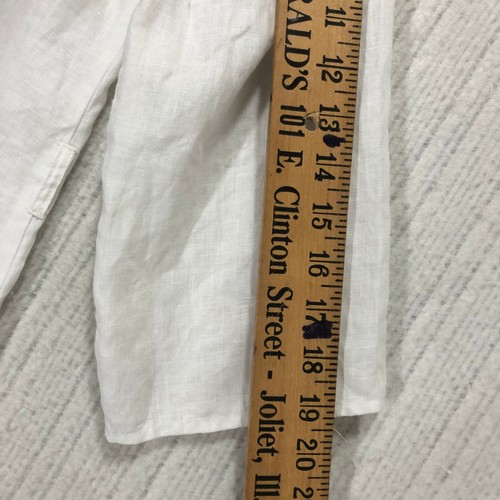 RALD'S 101 E. Clinton Street - Joliet, Ill.
11 12 13 14 15 16 17 18 19 20